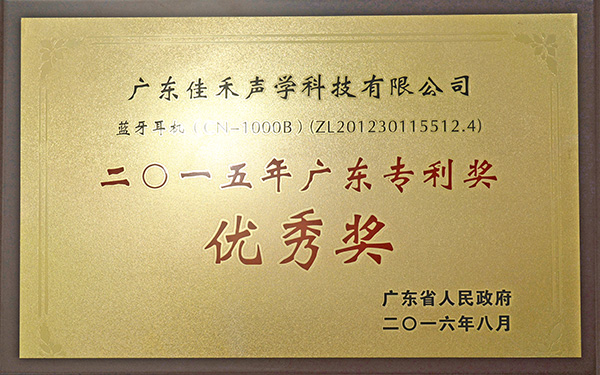 广东佳禾声学科技有限公司
蓝牙耳机(CN-1000B)(ZL201230115512.4)
二〇一五年广东专利奖
优秀奖
广东省人民政府
二〇一六年八月